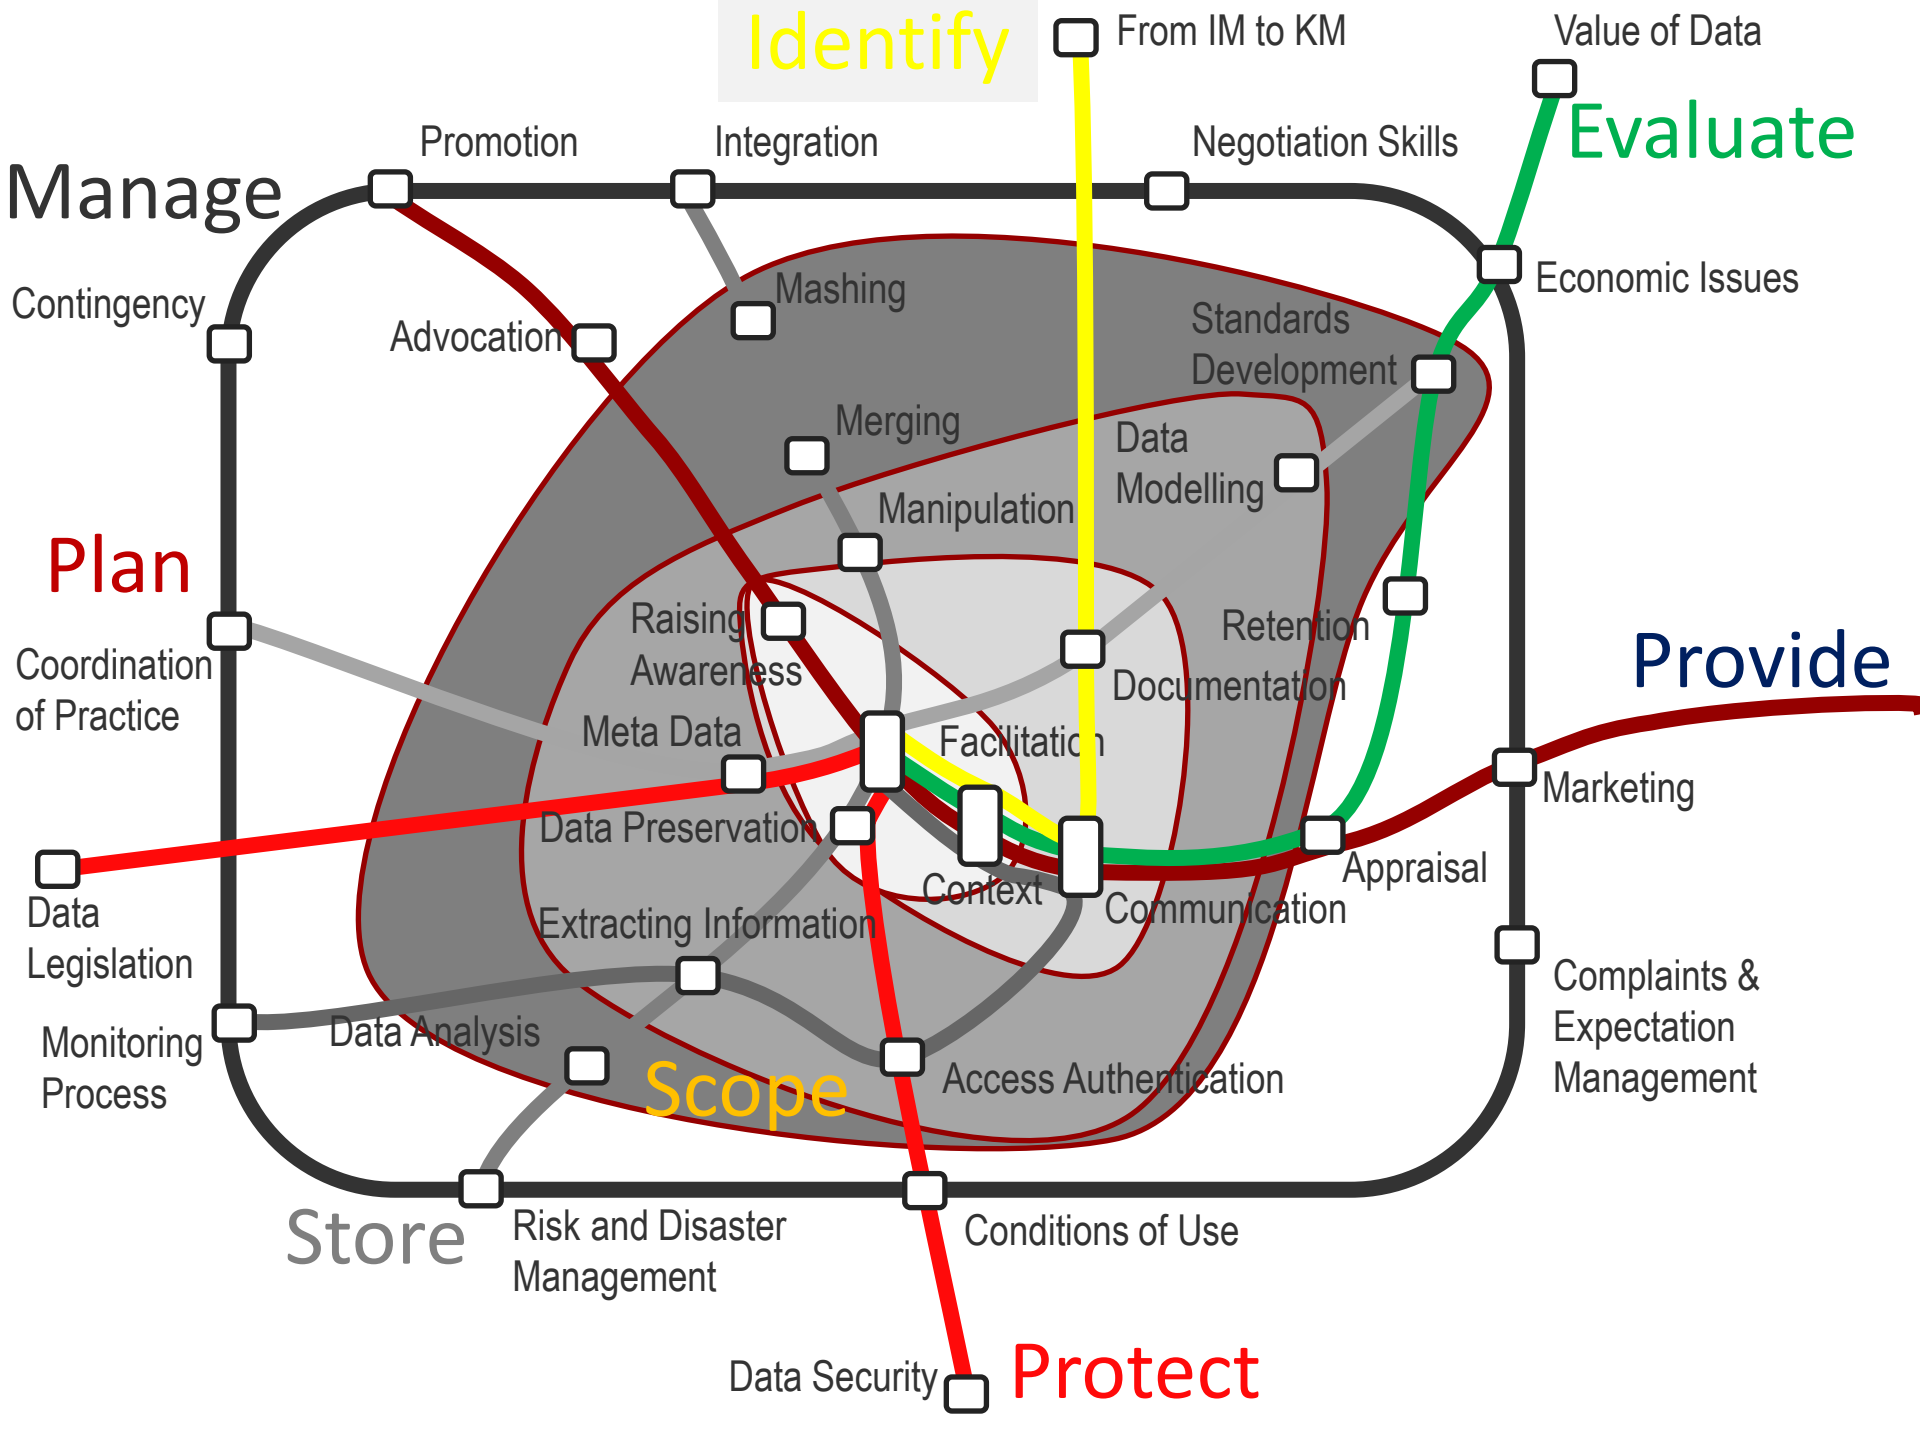 Identify
From IM to KM
Value of Data
Evaluate
Promotion
Integration
Negotiation Skills
Manage
Economic Issues
Contingency
Mashing
Advocation
Standards
Development
Merging
Data
Modelling
Manipulation
Plan
Raising
Awareness
Retention
Coordination
of Practice
Provide
Documentation
Meta Data
Facilitation
Marketing
Data Preservation
Appraisal
Context
Communication
Data
Legislation
Extracting Information
Complaints &
Expectation
Management
Monitoring
Process
Data Analysis
Scope
Access Authentication
Store
Risk and Disaster
Management
Conditions of Use
Data Security
Protect